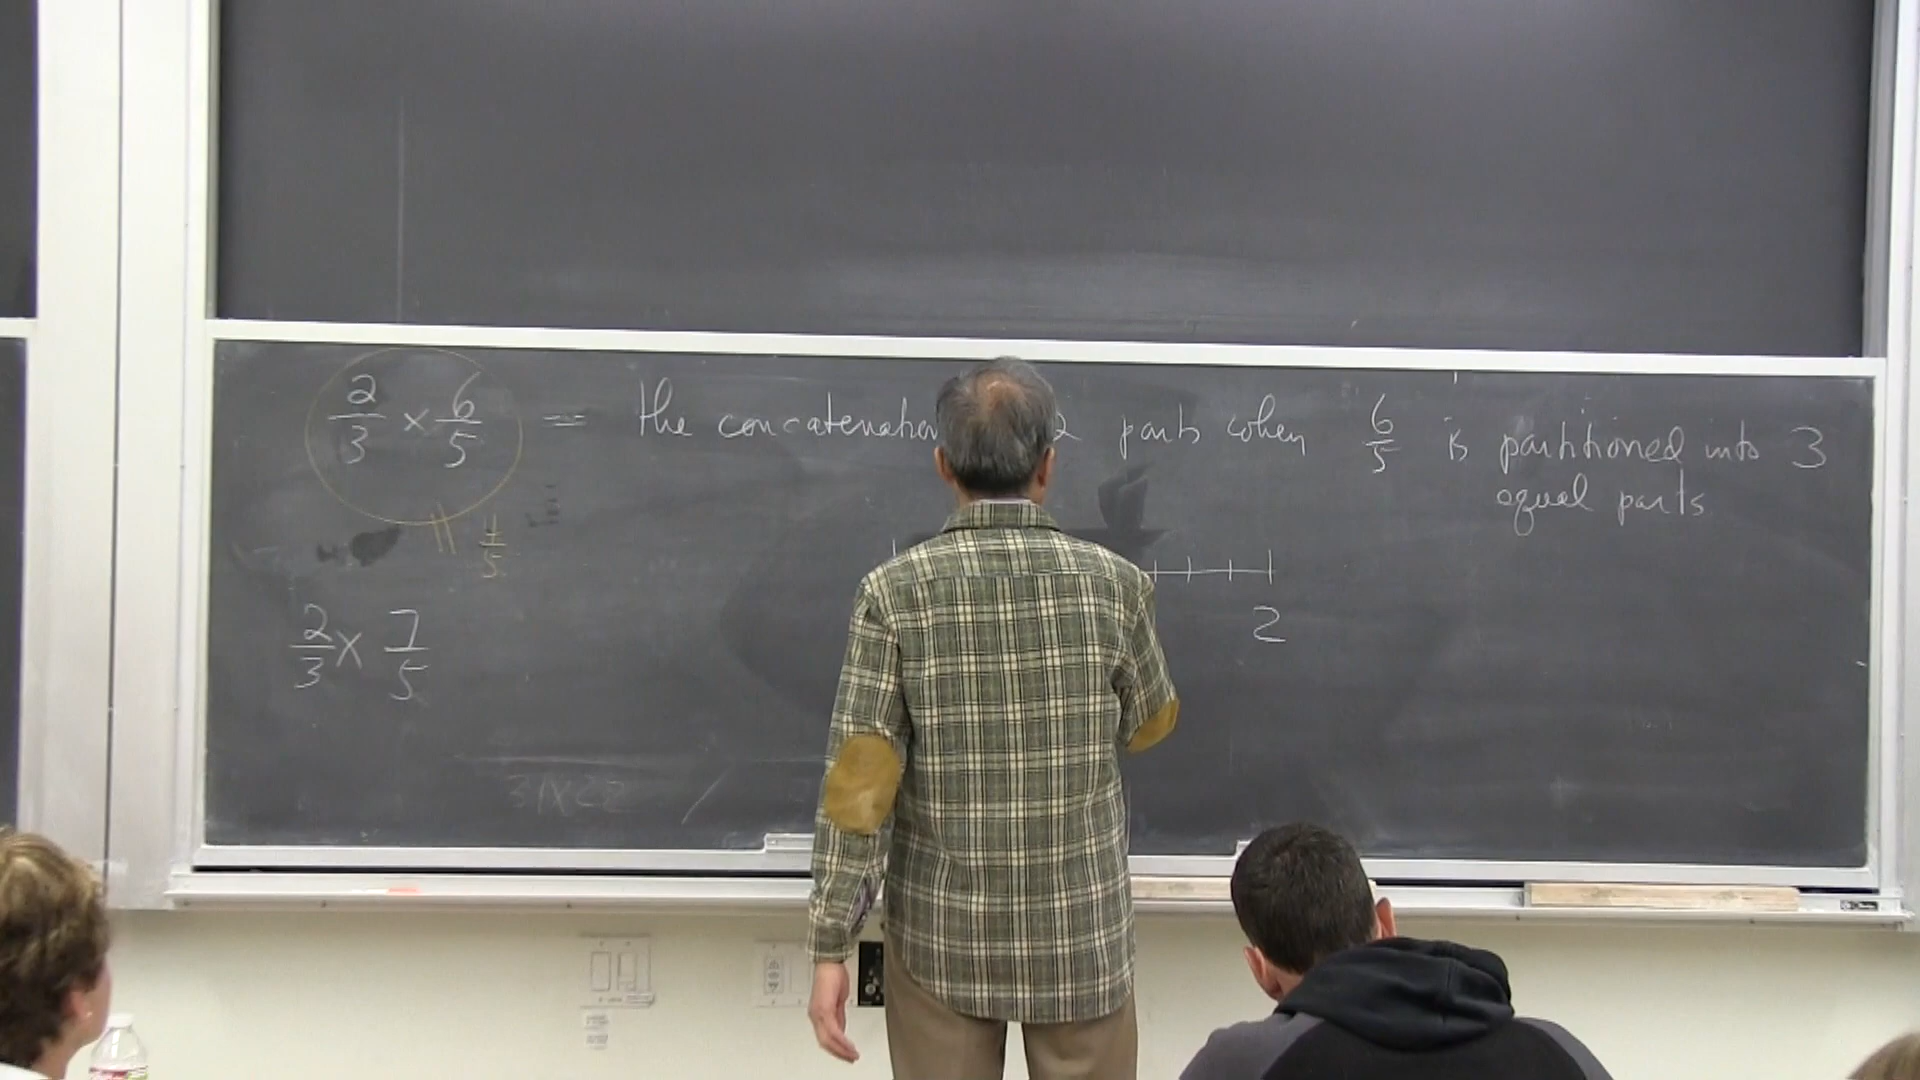 2/3 × 6/5 = the concatenation 2 parts when 6/5 is partitioned into 3
equal parts
= 4/5
2
2/3 × 7/5